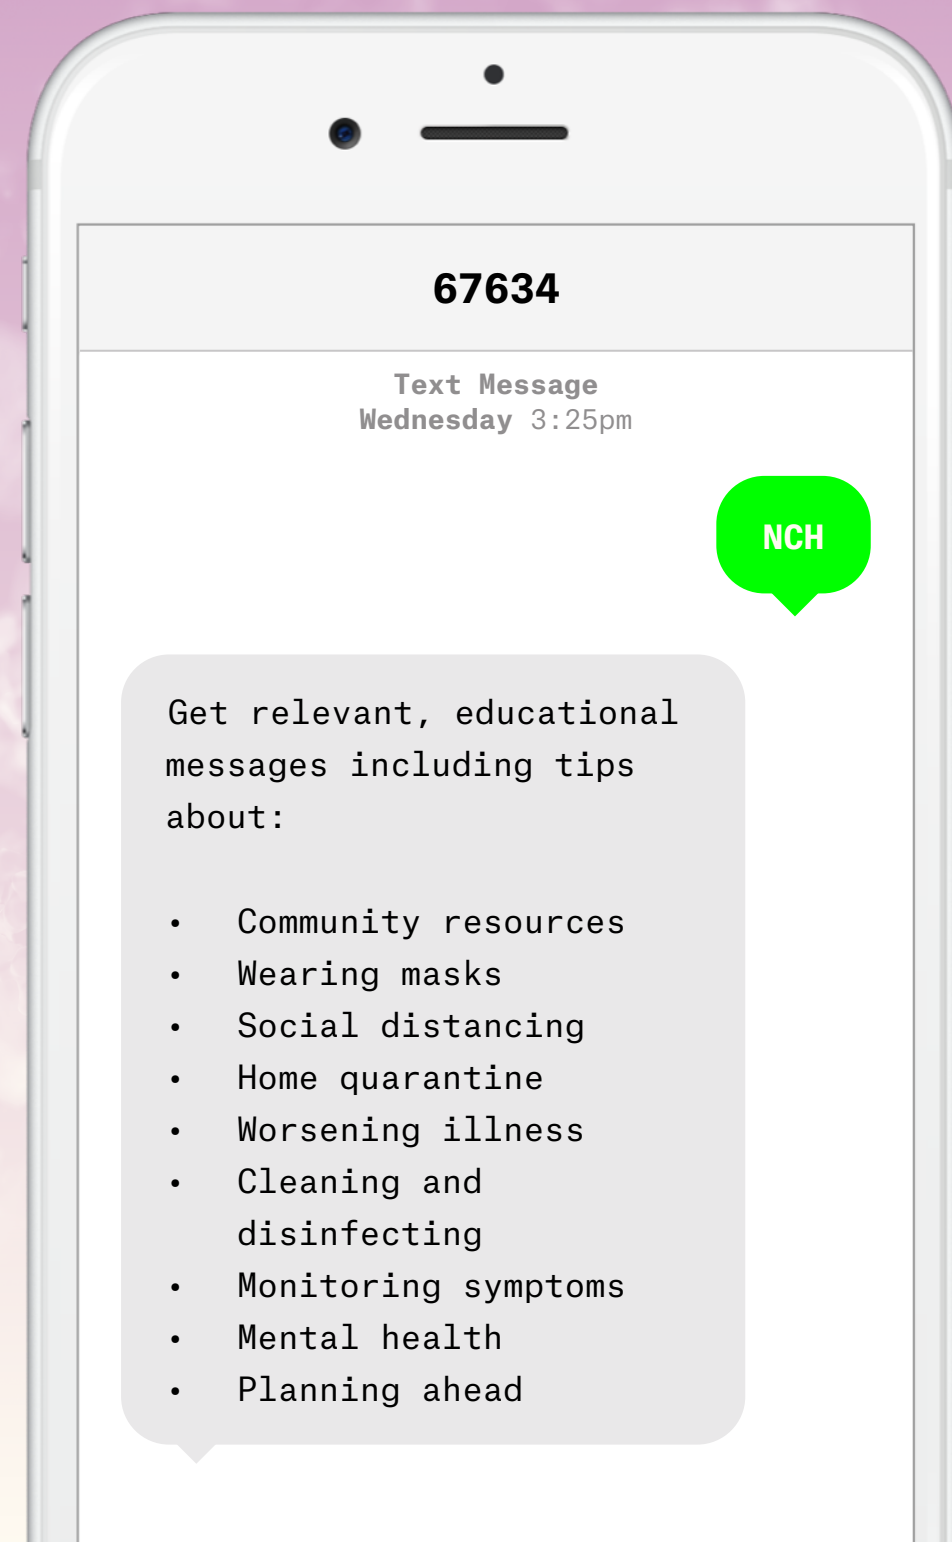 67634
Text Message
Wednesday 3:25pm
NCH
Get relevant, educational
messages including tips
about:
• Community resources
• Wearing masks
• Social distancing
• Home quarantine
• Worsening illness
• Cleaning and
disinfecting
• Monitoring symptoms
• Mental health
• Planning ahead